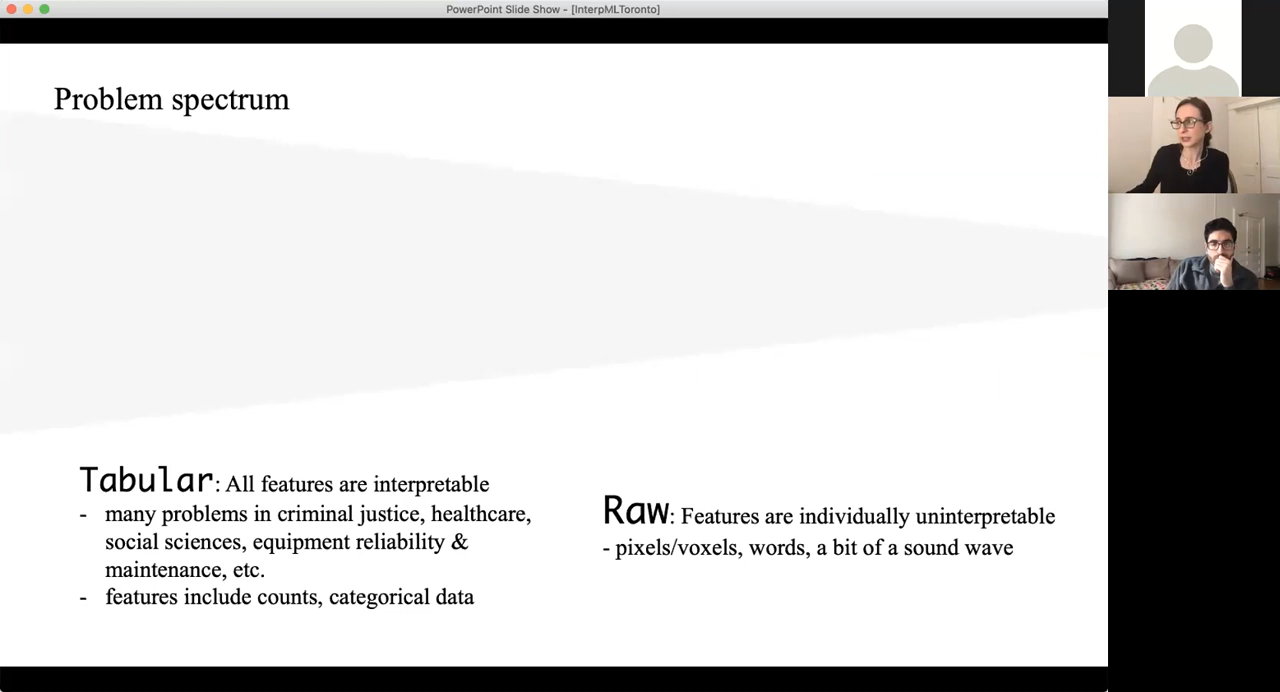 PowerPoint Slide Show - [InterpMLToronto]
Problem spectrum
Tabular: All features are interpretable
- many problems in criminal justice, healthcare,
social sciences, equipment reliability &
maintenance, etc.
- features include counts, categorical data
Raw: Features are individually uninterpretable
- pixels/voxels, words, a bit of a sound wave